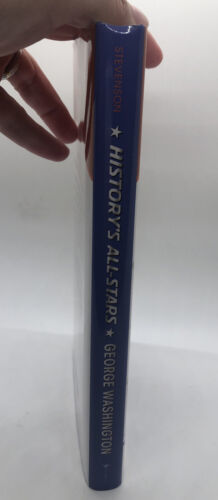 STEVENSON ★ HISTORY'S ALL-STARS ★ GEORGE WASHINGTON